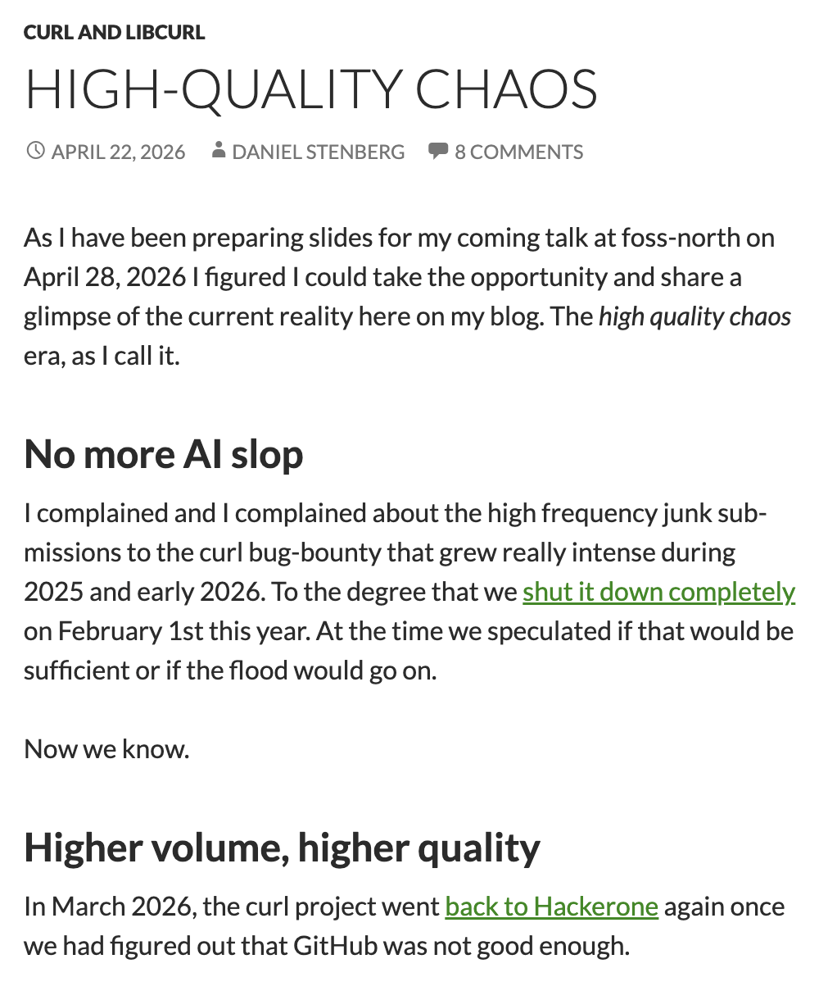 CURL AND LIBCURL
HIGH-QUALITY CHAOS
APRIL 22, 2026 DANIEL STENBERG 8 COMMENTS
As I have been preparing slides for my coming talk at foss-north on
April 28, 2026 I figured I could take the opportunity and share a
glimpse of the current reality here on my blog. The high quality chaos
era, as I call it.
No more AI slop
I complained and I complained about the high frequency junk sub-
missions to the curl bug-bounty that grew really intense during
2025 and early 2026. To the degree that we shut it down completely
on February 1st this year. At the time we speculated if that would be
sufficient or if the flood would go on.
Now we know.
Higher volume, higher quality
In March 2026, the curl project went back to Hackerone again once
we had figured out that GitHub was not good enough.